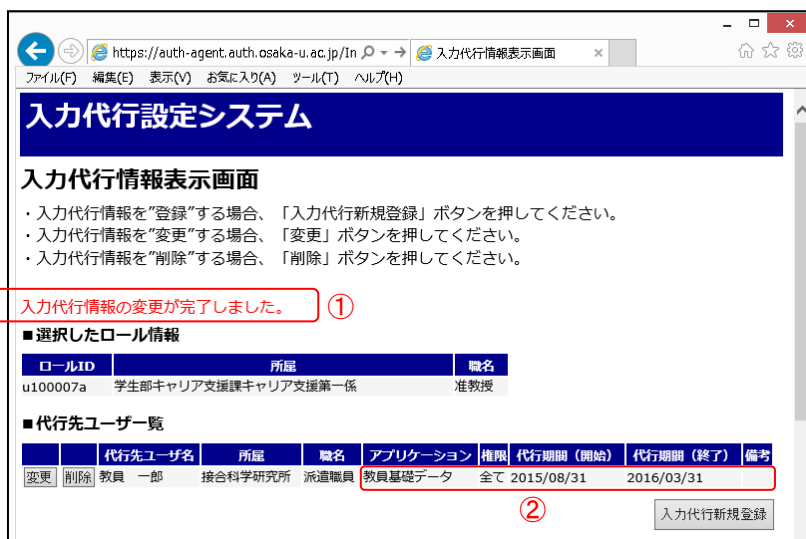 https://auth-agent.auth.osaka-u.ac.jp/In
入力代行情報表示画面
ファイル(F) 編集(E) 表示(V) お気に入り(A) ツール(T) ヘルプ(H)
入力代行設定システム
入力代行情報表示画面
・入力代行情報を"登録"する場合、「入力代行新規登録」ボタンを押してください。
・入力代行情報を"変更"する場合、「変更」ボタンを押してください。
・入力代行情報を"削除"する場合、「削除」ボタンを押してください。
入力代行情報の変更が完了しました。 ①
■選択したロール情報
ロールID 所属 職名
u100007a 学生部キャリア支援課キャリア支援第一係 准教授
■代行先ユーザー覧
代行先ユーザ名 所属 職名 アプリケーション 権限 代行期間（開始） 代行期間（終了） 備考
変更 削除 教員 一郎 接合科学研究所 派遣職員 教員基礎データ 全て 2015/08/31 2016/03/31
②
入力代行新規登録